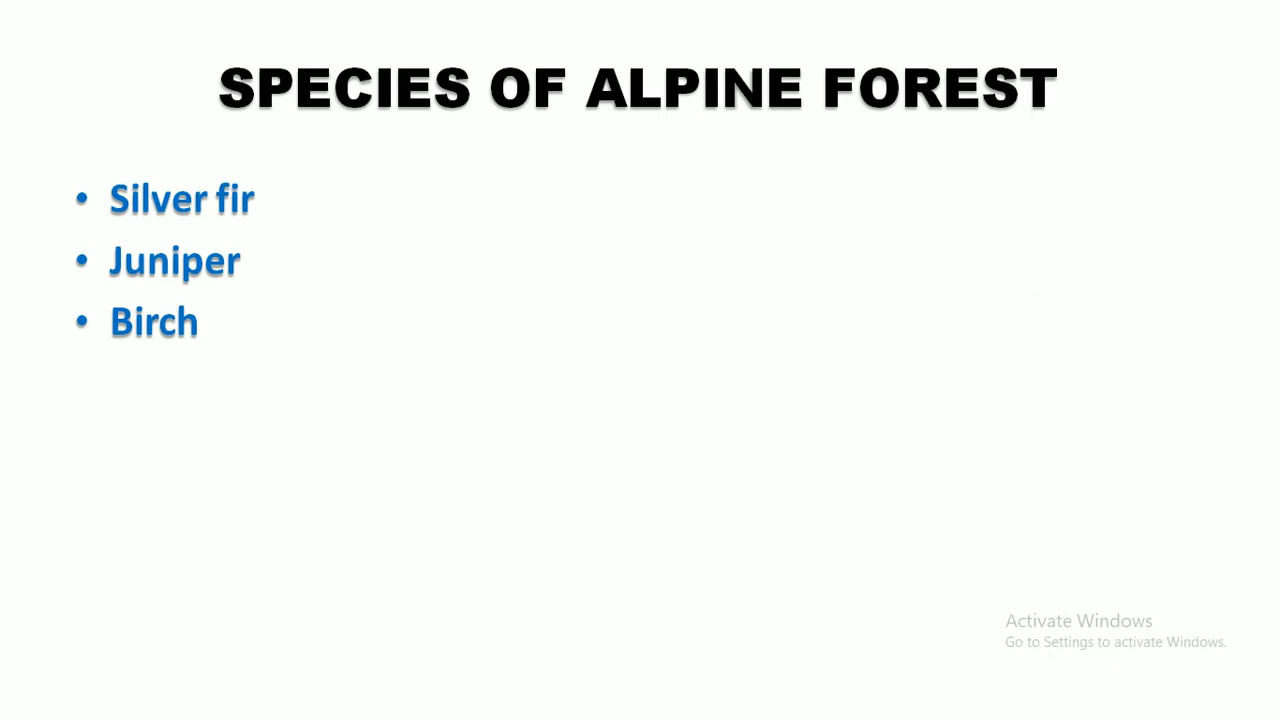 SPECIES OF ALPINE FOREST
• Silver fir
• Juniper
• Birch
Activate Windows
Go to Settings to activate Windows.